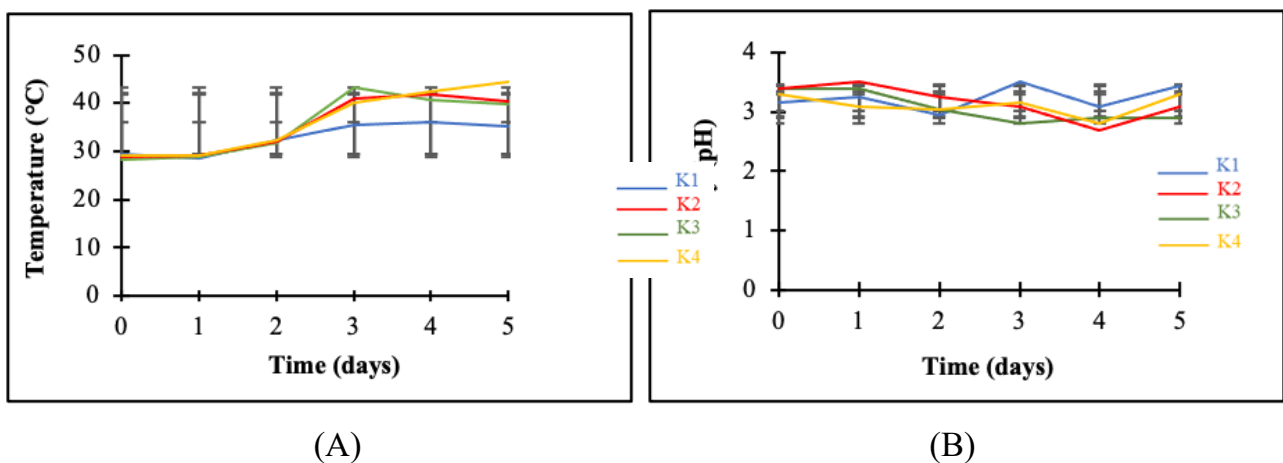 50
40
30
20
10
0
Temperature (°C)
0 1 2 3 4 5
Time (days)
K1
K2
K3
K4
4
3
2
1
0
pH)
0 1 2 3 4 5
Time (days)
K1
K2
K3
K4
(A)
(B)